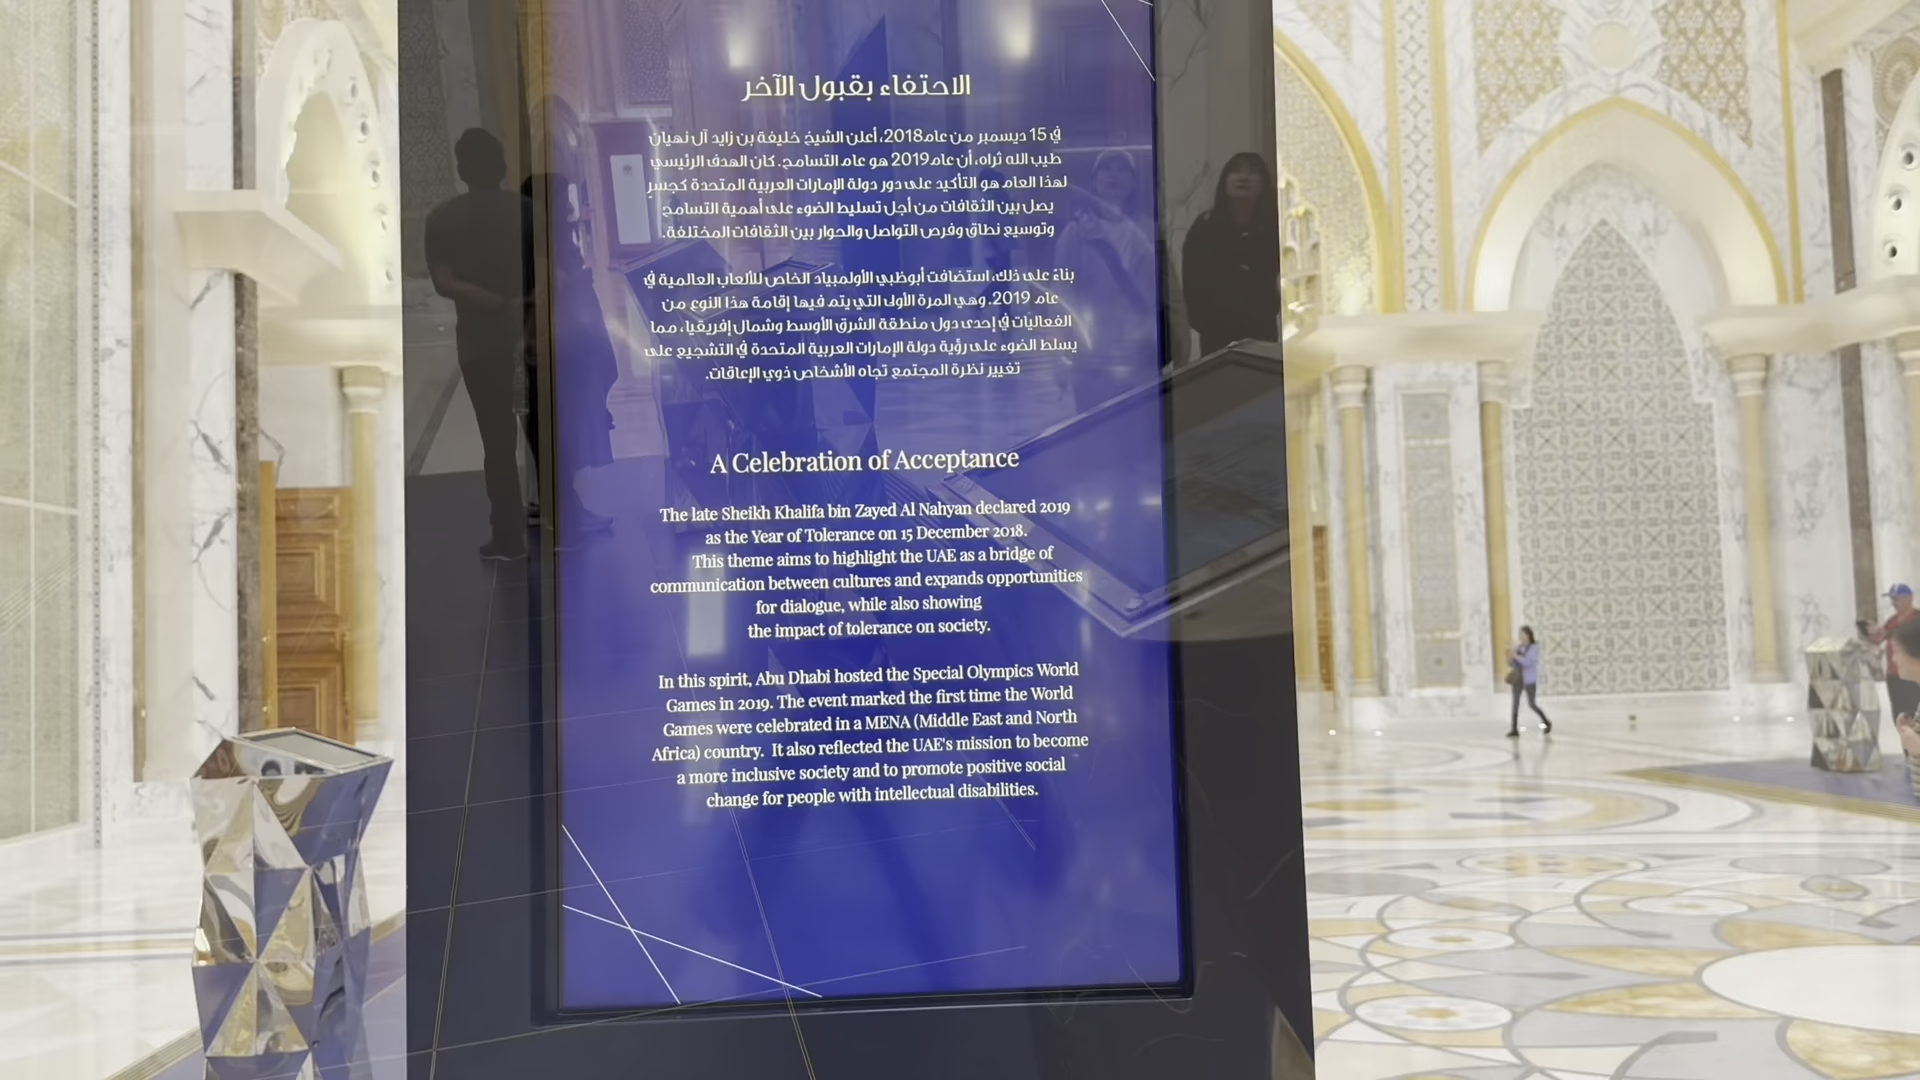 الاحتفاء بقبول الآخر
في 15 ديسمبر من عام 2018، أعلن الشيخ خليفة بن زايد آل نهيان
طيب الله ثراه، أن عام 2019 هو عام التسامح. كان الهدف الرئيسي
لهذا العام هو التأكيد على دور دولة الإمارات العربية المتحدة كجسرٍ
يصل بين الثقافات من أجل تسليط الضوء على أهمية التسامح
وتوسيع نطاق وفرص التواصل والحوار بين الثقافات المختلفة.
بناءً على ذلك، استضافت أبوظبي الأولمبياد الخاص للألعاب العالمية في
عام 2019. وهي المرة الأولى التي يتم فيها إقامة هذا النوع من
الفعاليات في إحدى دول منطقة الشرق الأوسط وشمال إفريقيا، مما
يسلط الضوء على رؤية دولة الإمارات العربية المتحدة في التشجيع على
تغيير نظرة المجتمع تجاه الأشخاص ذوي الإعاقات.
A Celebration of Acceptance
The late Sheikh Khalifa bin Zayed Al Nahyan declared 2019
as the Year of Tolerance on 15 December 2018.
This theme aims to highlight the UAE as a bridge of
communication between cultures and expands opportunities
for dialogue, while also showing
the impact of tolerance on society.
In this spirit, Abu Dhabi hosted the Special Olympics World
Games in 2019. The event marked the first time the World
Games were celebrated in a MENA (Middle East and North
Africa) country. It also reflected the UAE's mission to become
a more inclusive society and to promote positive social
change for people with intellectual disabilities.